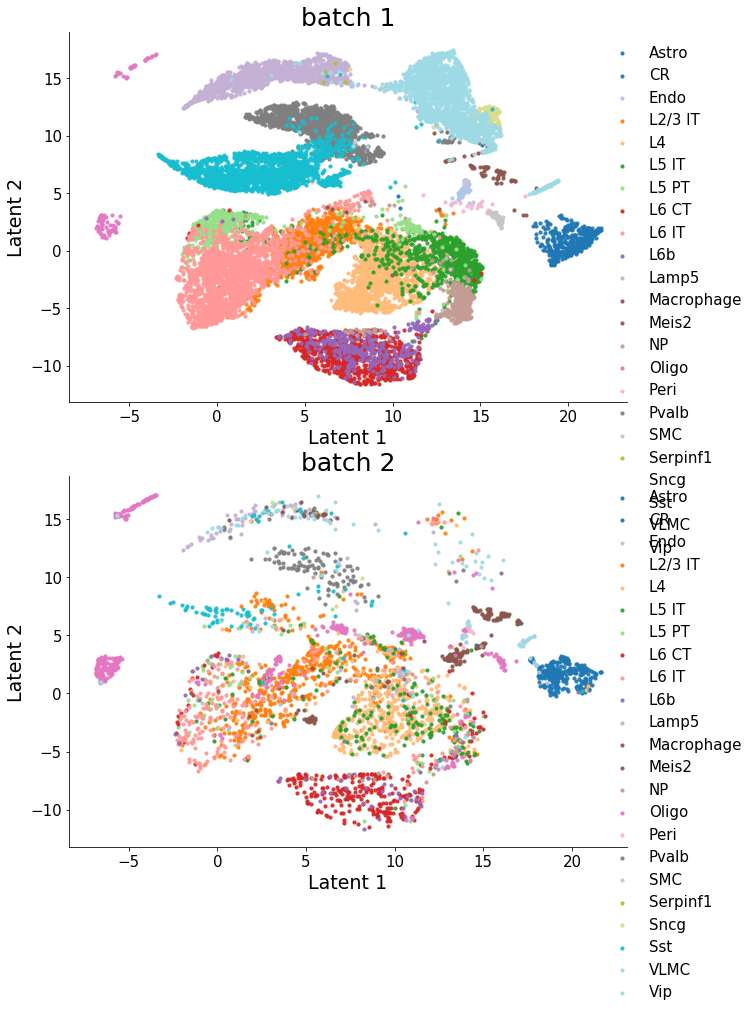 batch 1
Latent 2
15
10
5
0
−5
−10
−5
0
5
10
15
20
Latent 1
Astro
CR
Endo
L2/3 IT
L4
L5 IT
L5 PT
L6 CT
L6 IT
L6b
Lamp5
Macrophage
Meis2
NP
Oligo
Peri
Pvalb
SMC
Serpinf1
Sncg
Sst
VLMC
Vip
batch 2
Latent 2
15
10
5
0
−5
−10
−5
0
5
10
15
20
Latent 1
Astro
CR
Endo
L2/3 IT
L4
L5 IT
L5 PT
L6 CT
L6 IT
L6b
Lamp5
Macrophage
Meis2
NP
Oligo
Peri
Pvalb
SMC
Serpinf1
Sncg
Sst
VLMC
Vip